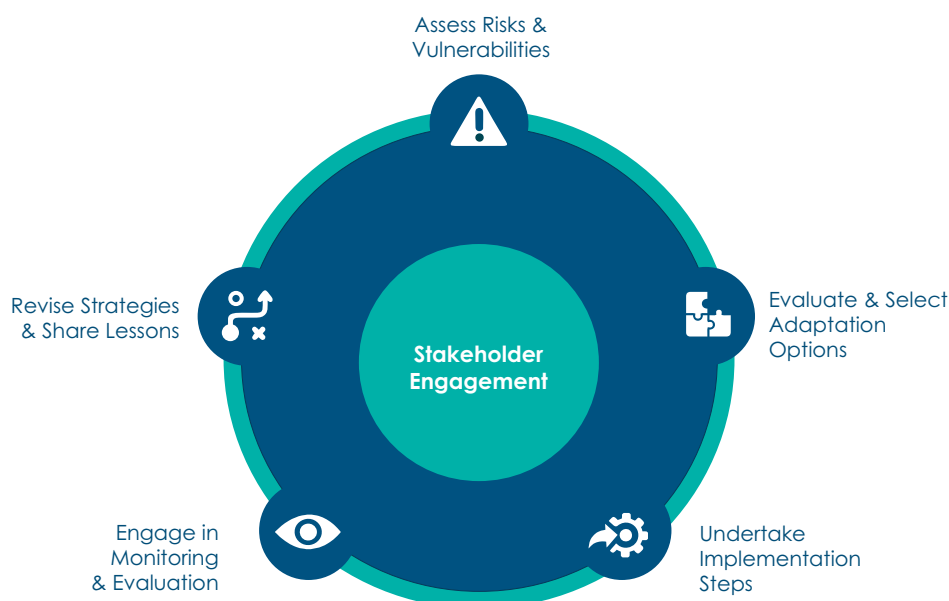 Assess Risks &
Vulnerabilities
Evaluate & Select
Adaptation
Options
Undertake
Implementation
Steps
Engage in
Monitoring
& Evaluation
Revise Strategies
& Share Lessons
Stakeholder
Engagement